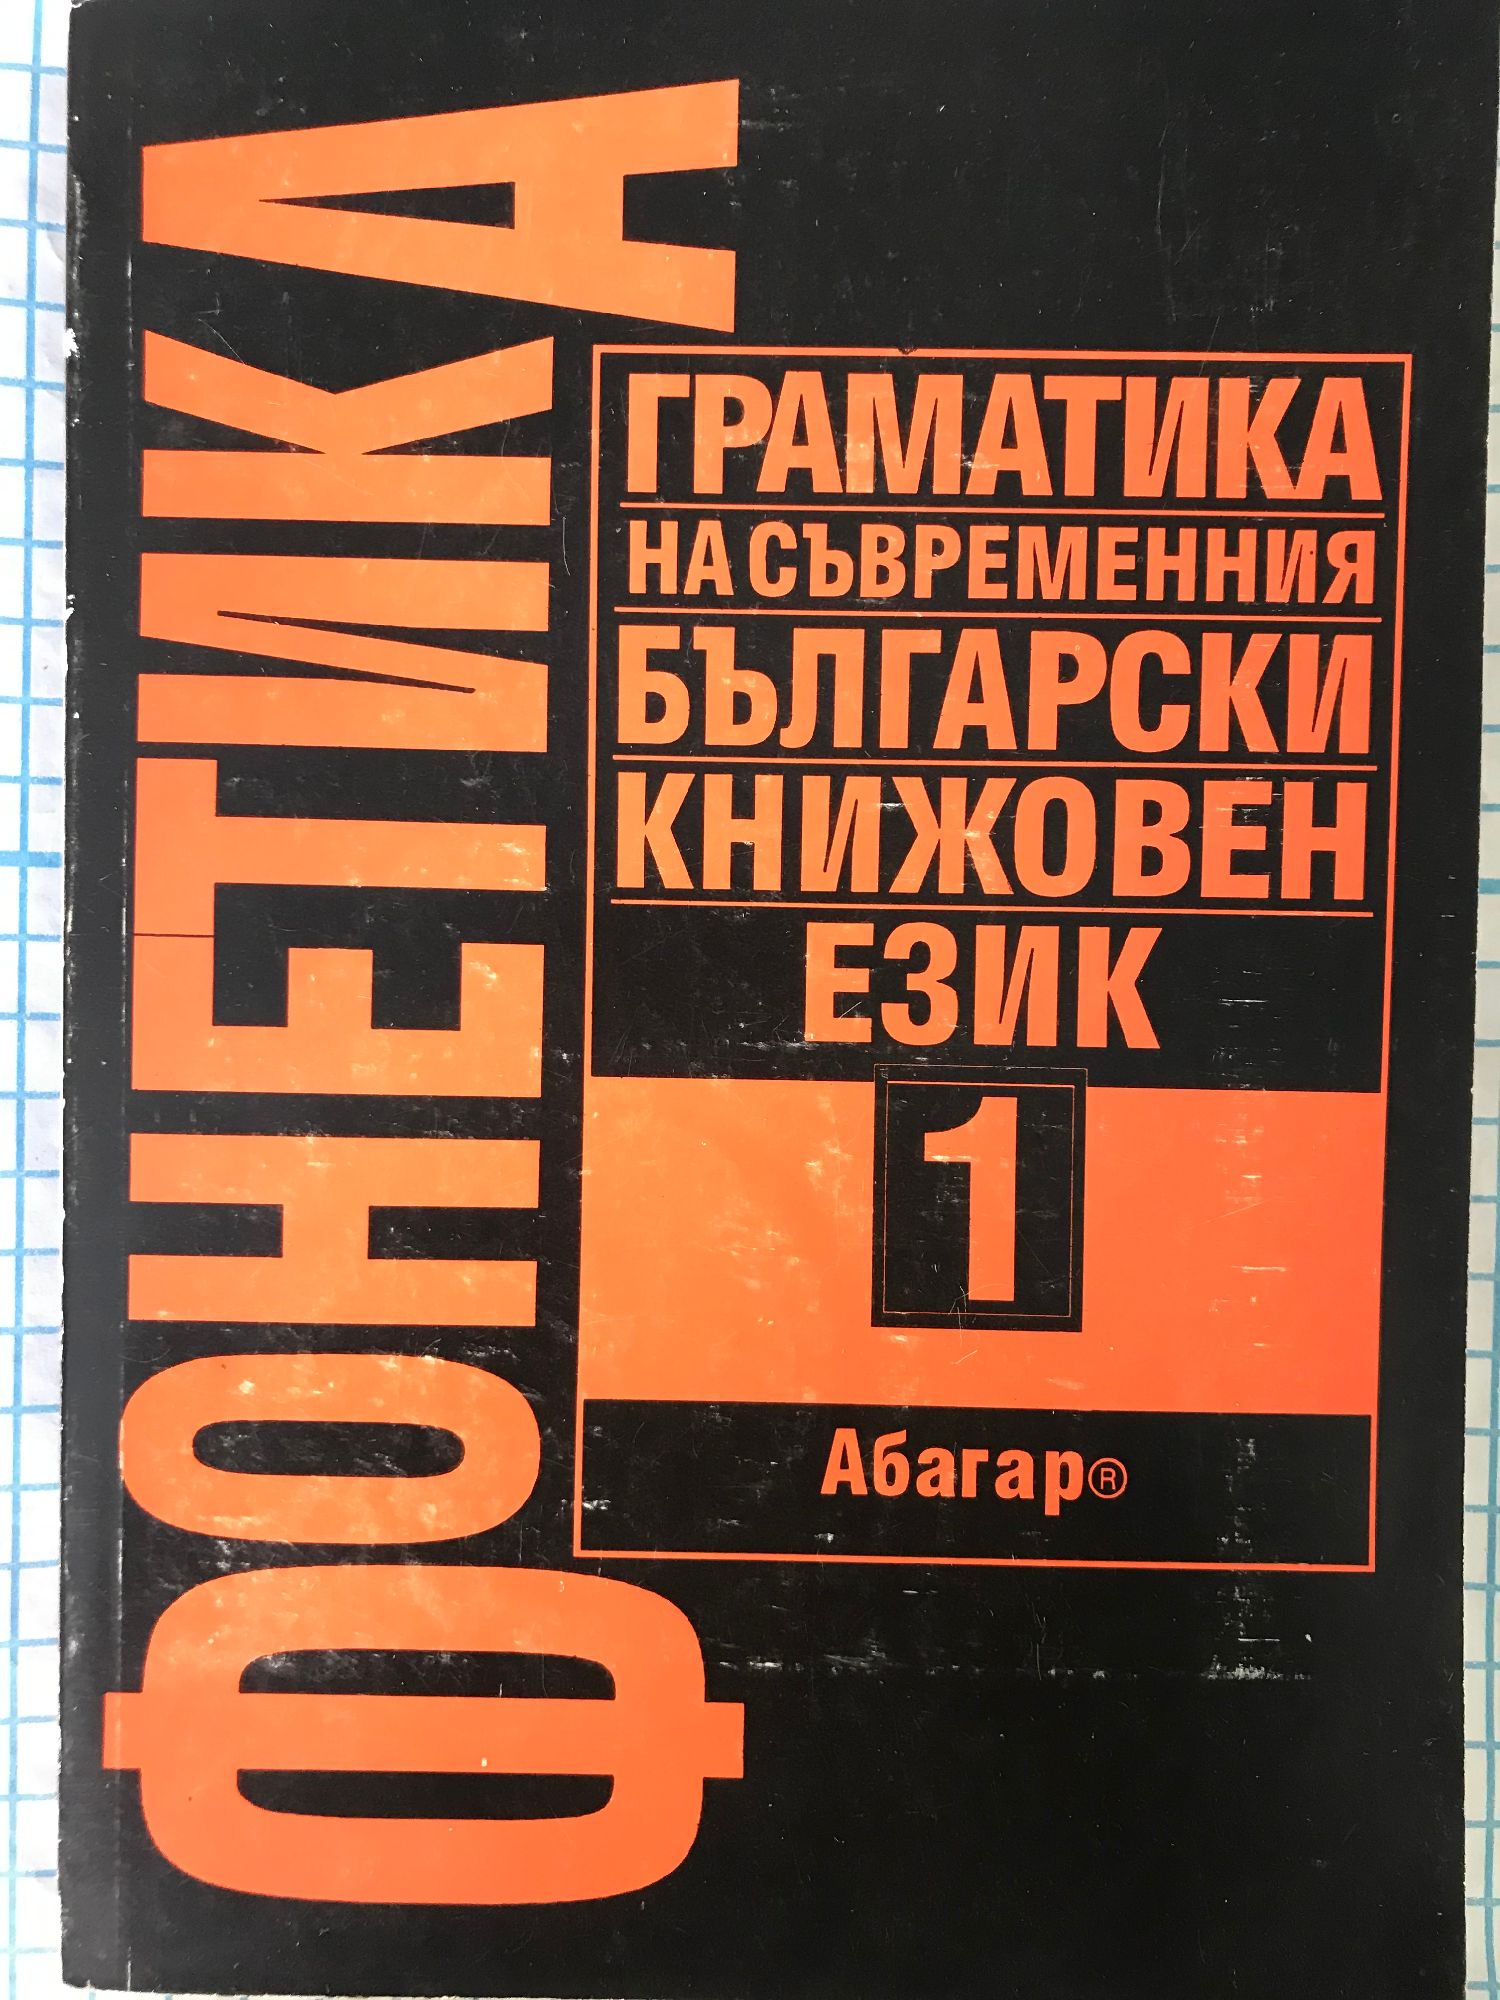 ФОНЕТИКА
ГРАМАТИКА
НА СЪВРЕМЕННИЯ
БЪЛГАРСКИ
КНИЖОВЕН
ЕЗИК
1
Абагар®